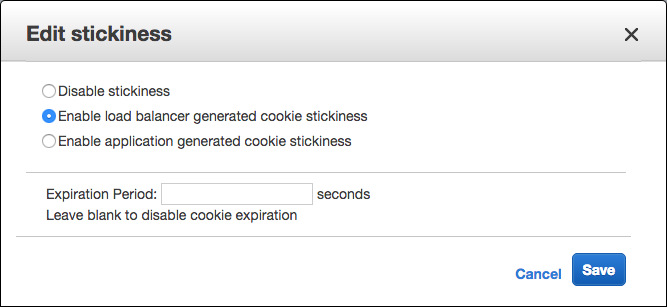 Edit stickiness
Disable stickiness
Enable load balancer generated cookie stickiness
Enable application generated cookie stickiness
Expiration Period: seconds
Leave blank to disable cookie expiration
Cancel Save